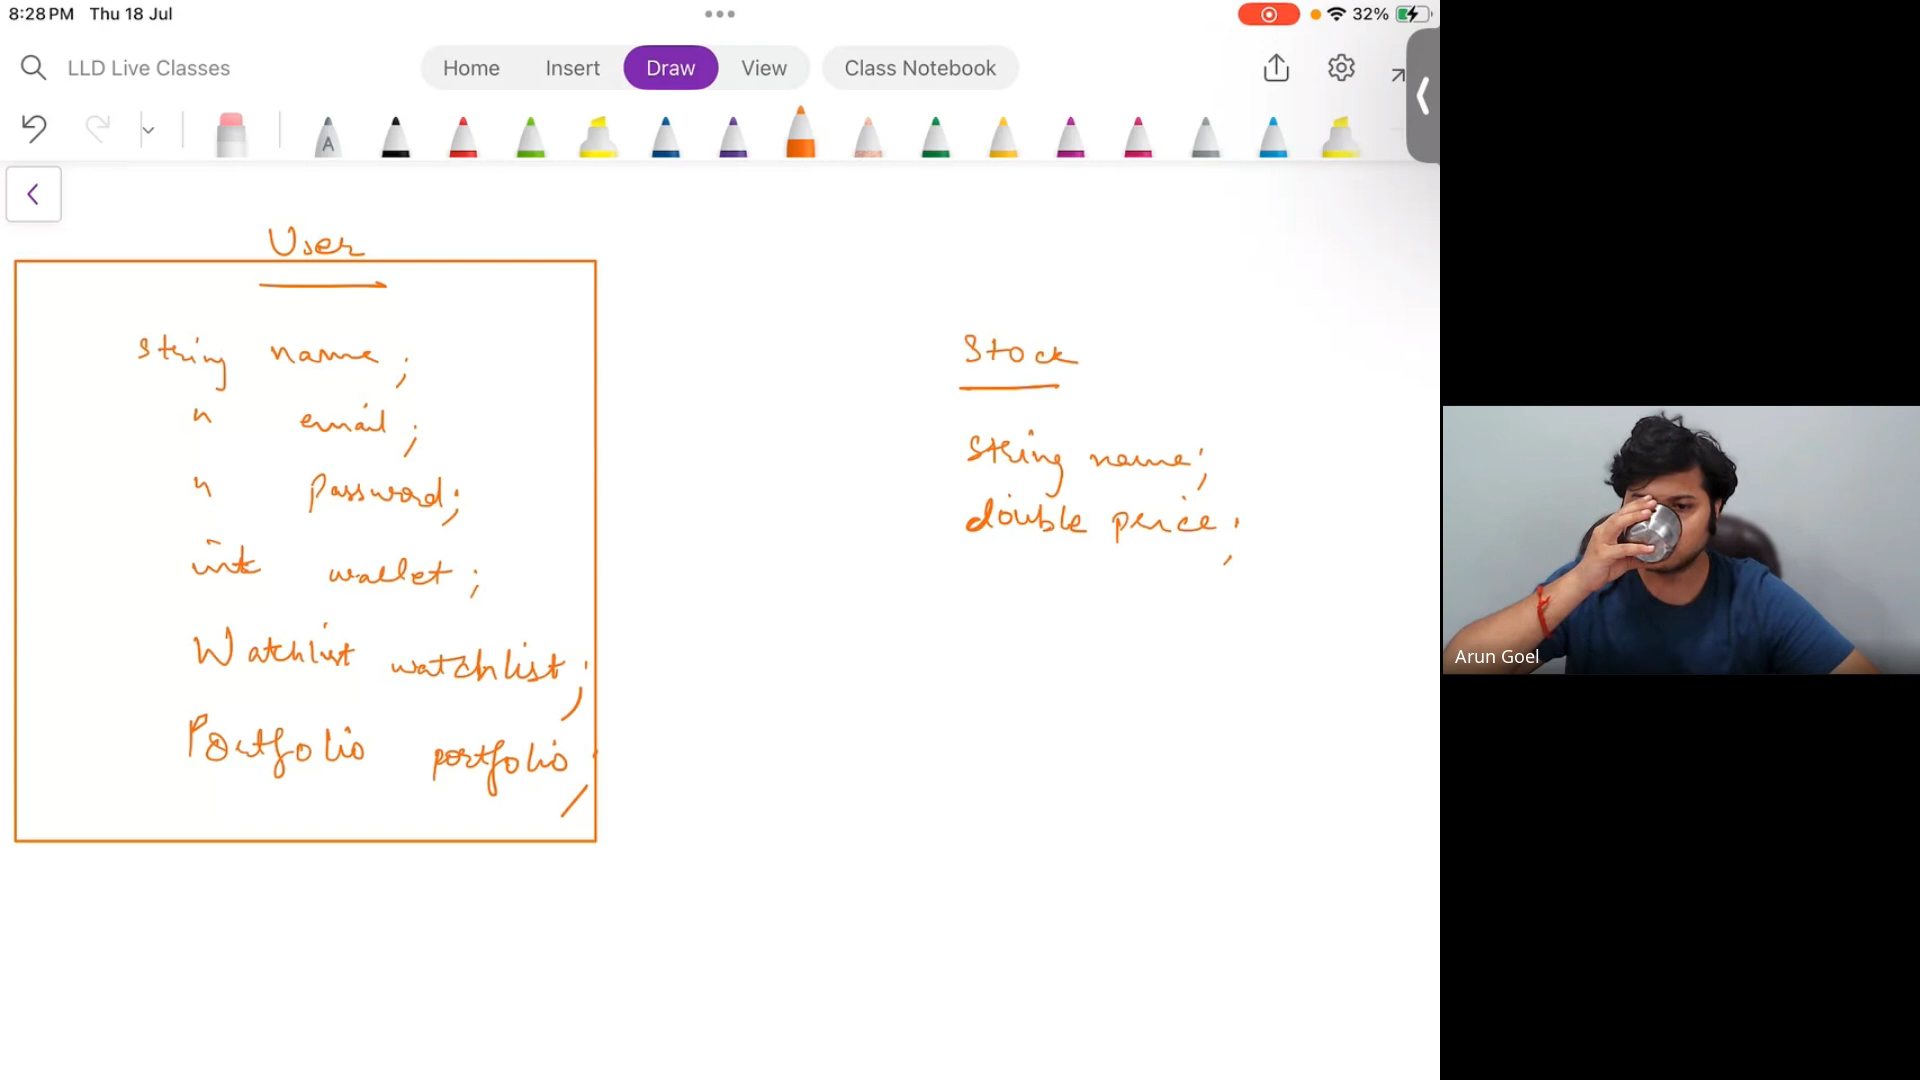 8:28 PM Thu 18 Jul
32%
LLD Live Classes
Home Insert Draw View Class Notebook
A
User
String name;
" email;
" password;
int wallet;
Watchlist watchlist;
Portfolio portfolio;
Stock
String name;
double price;
Arun Goel